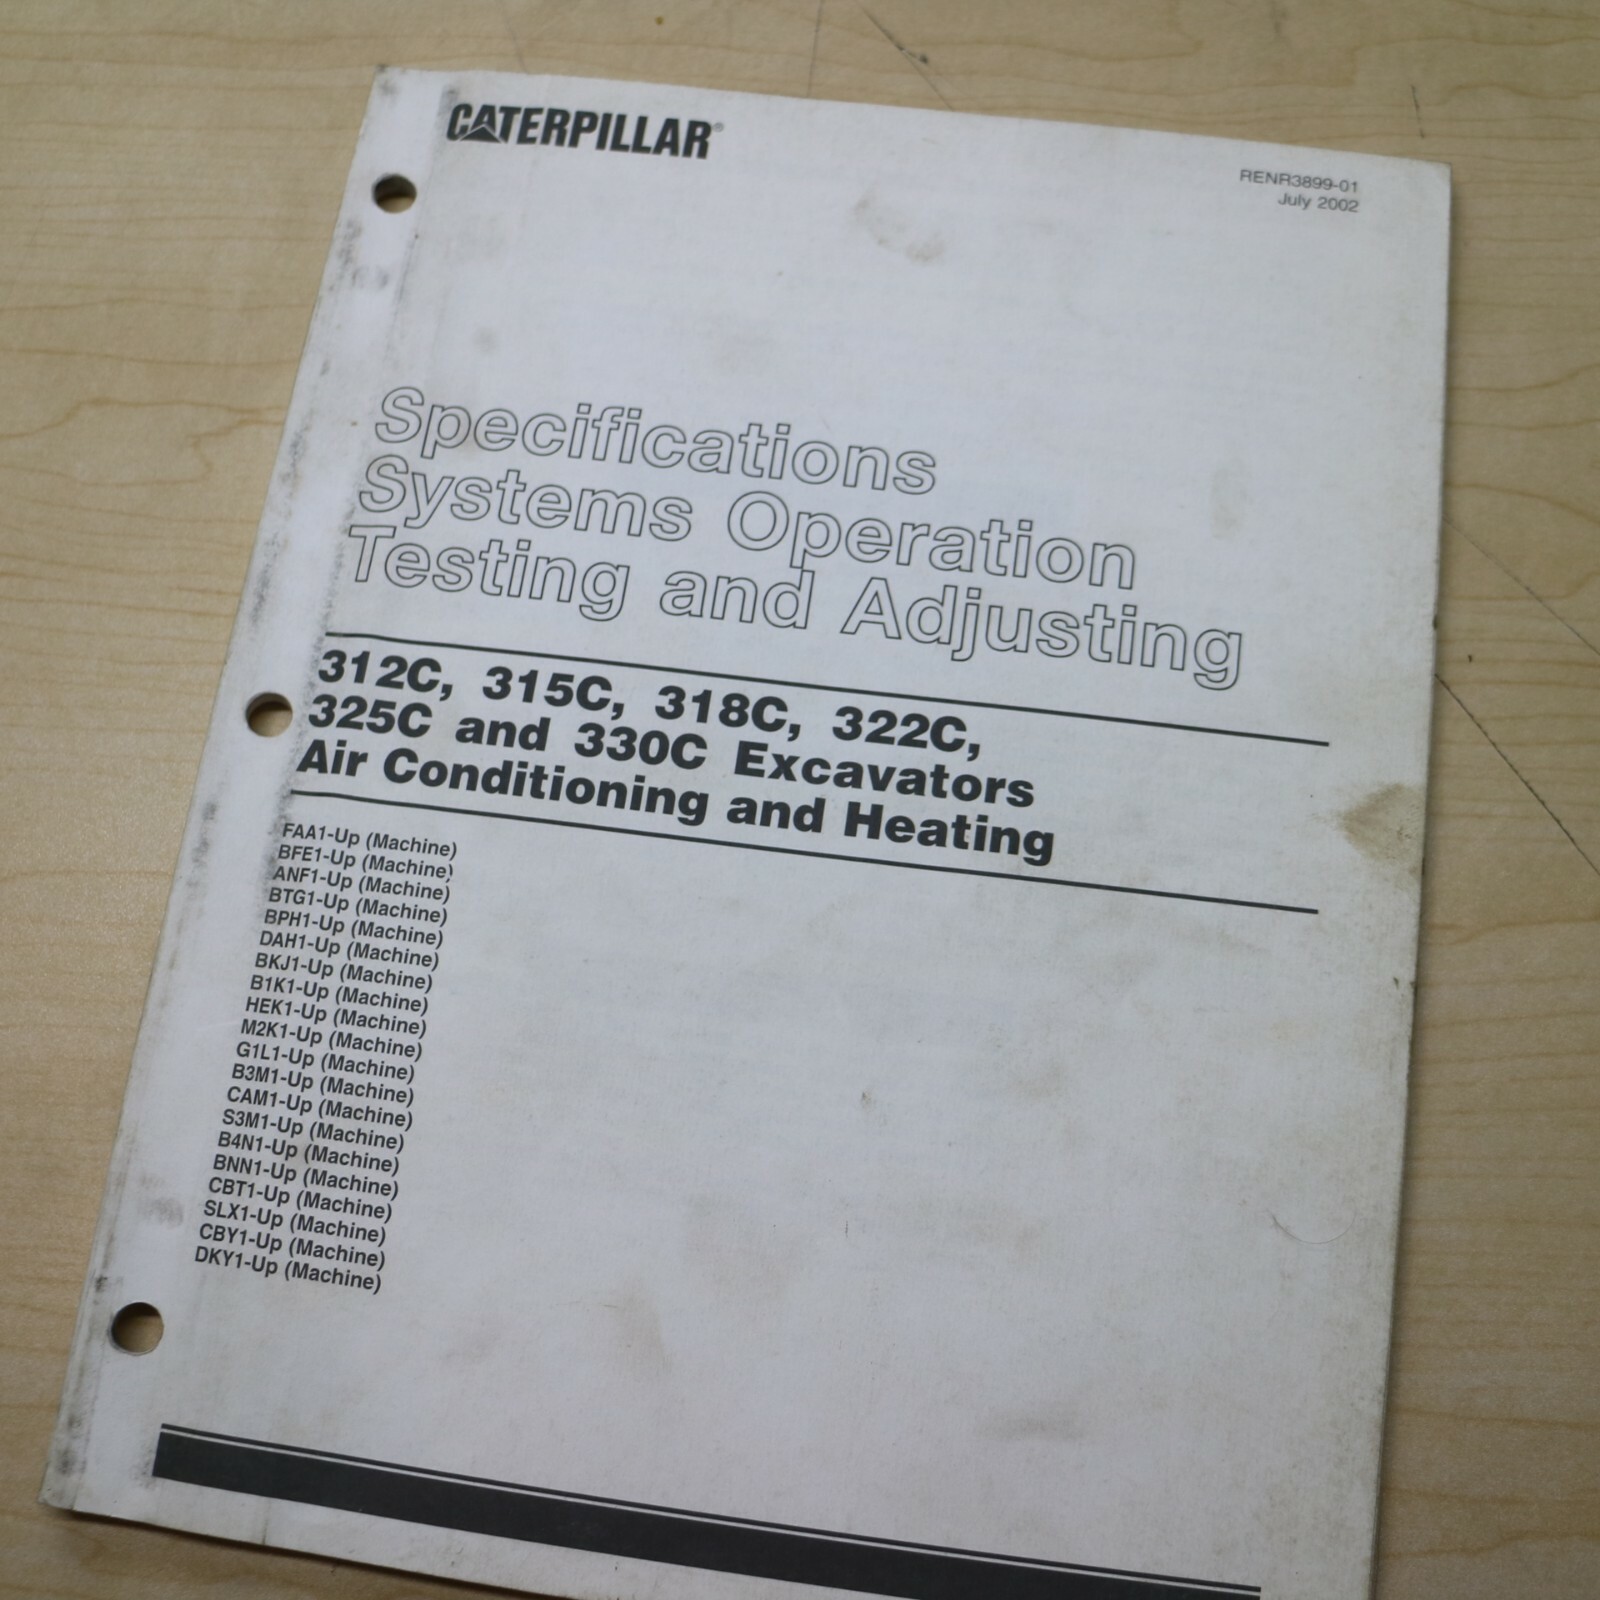 CATERPILLAR®
RENR3899-01
July 2002
Specifications
Systems Operation
Testing and Adjusting
312C, 315C, 318C, 322C,
325C and 330C Excavators
Air Conditioning and Heating
FAA1-Up (Machine)
BFE1-Up (Machine)
ANF1-Up (Machine)
BTG1-Up (Machine)
BPH1-Up (Machine)
DAH1-Up (Machine)
BKJ1-Up (Machine)
B1K1-Up (Machine)
HEK1-Up (Machine)
M2K1-Up (Machine)
G1L1-Up (Machine)
B3M1-Up (Machine)
CAM1-Up (Machine)
S3M1-Up (Machine)
B4N1-Up (Machine)
BNN1-Up (Machine)
CBT1-Up (Machine)
SLX1-Up (Machine)
CBY1-Up (Machine)
DKY1-Up (Machine)